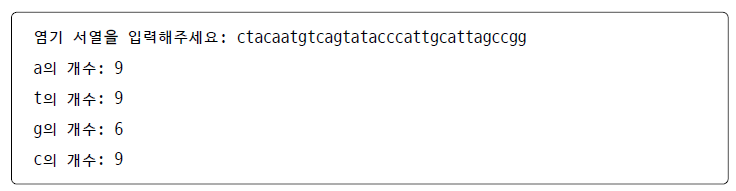 염기 서열을 입력해주세요: ctacaatgtcagtatacccattgcattagccgg
a의 개수: 9
t의 개수: 9
g의 개수: 6
c의 개수: 9